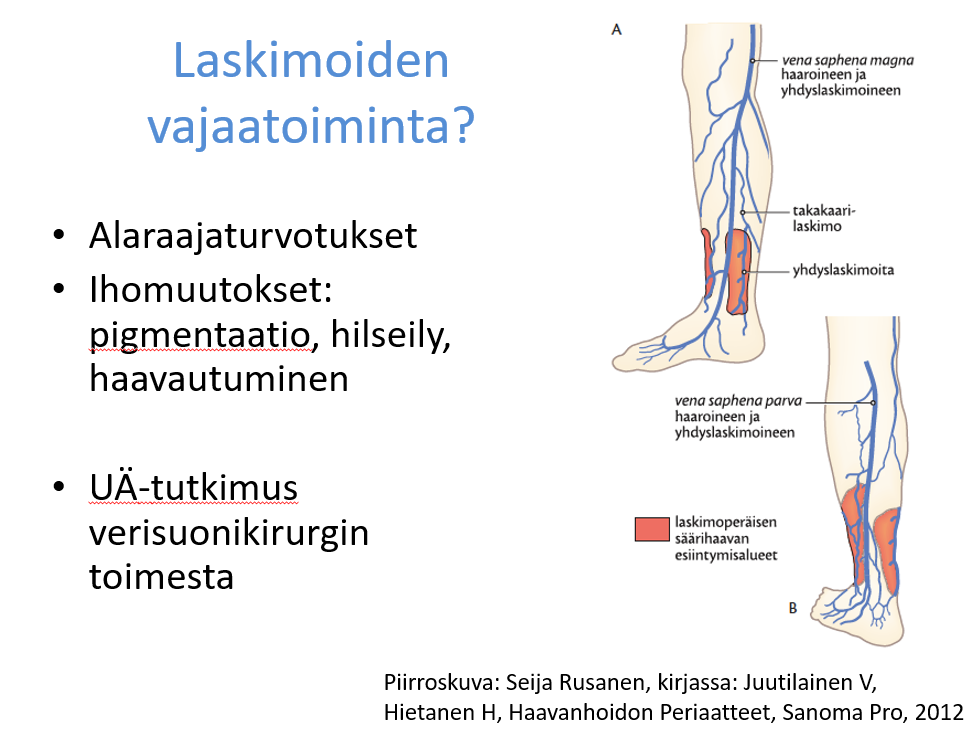 Laskimoiden
vajaatoiminta?
• Alaraajaturvotukset
• Ihomuutokset:
pigmentaatio, hilseily,
haavautuminen
• UÄ-tutkimus
verisuonikirurgin
toimesta
A
vena saphena magna
haaroineen ja
yhdyslaskimoineen
takakaari-
laskimo
yhdyslaskimoita
vena saphena parva
haaroineen ja
yhdyslaskimoineen
laskimoperäisen
säärihaavan
esiintymisalueet
B
Piirroskuva: Seija Rusanen, kirjassa: Juutilainen V,
Hietanen H, Haavanhoidon Periaatteet, Sanoma Pro, 2012